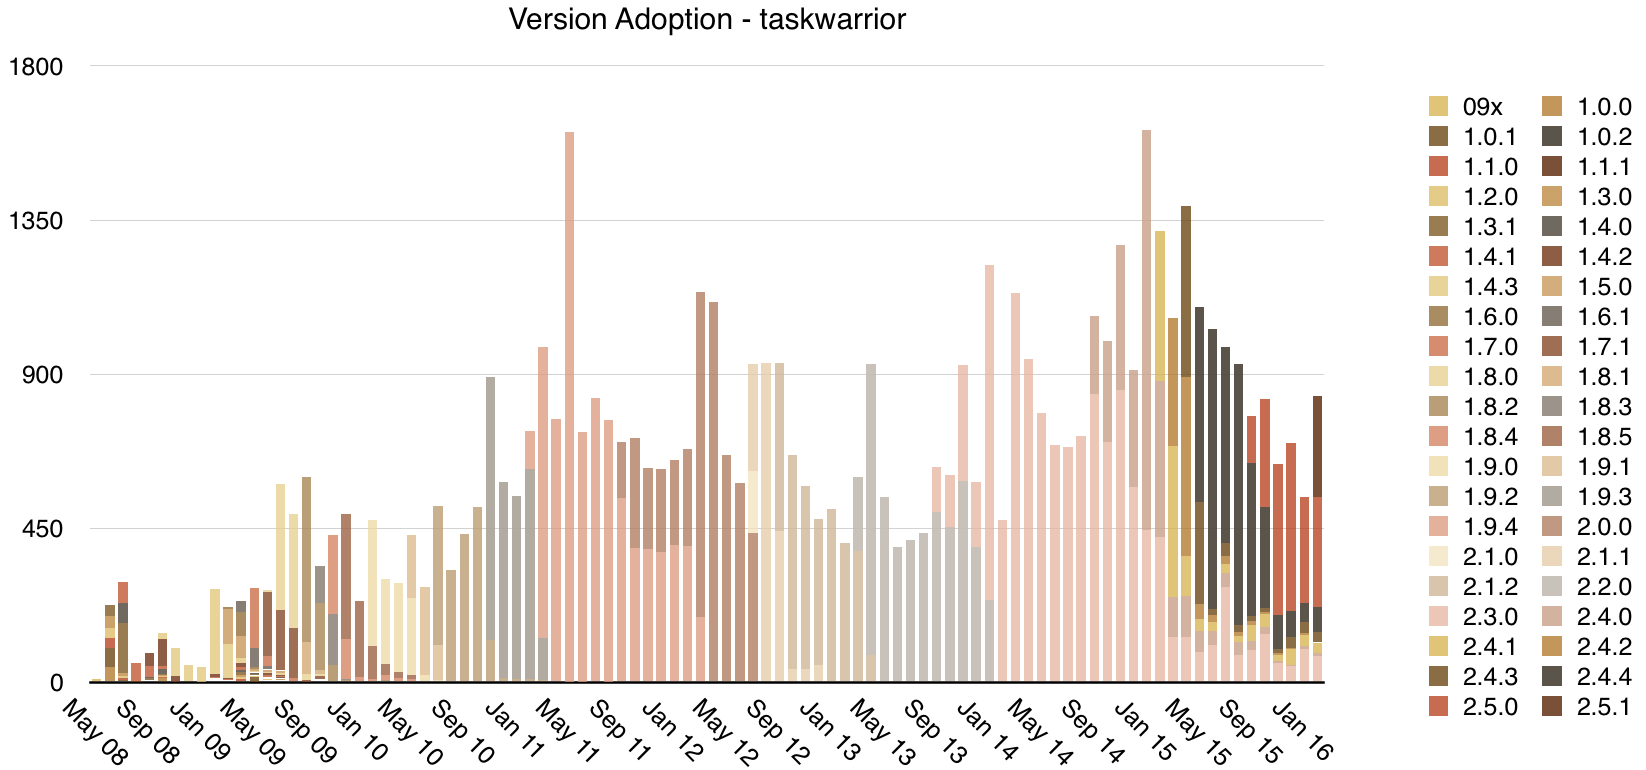 Version Adoption - taskwarrior
1800
1350
900
450
0
May 08
Sep 08
Jan 09
May 09
Sep 09
Jan 10
May 10
Sep 10
Jan 11
May 11
Sep 11
Jan 12
May 12
Sep 12
Jan 13
May 13
Sep 13
Jan 14
May 14
Sep 14
Jan 15
May 15
Sep 15
Jan 16
09x 1.0.0
1.0.1 1.0.2
1.1.0 1.1.1
1.2.0 1.3.0
1.3.1 1.4.0
1.4.1 1.4.2
1.4.3 1.5.0
1.6.0 1.6.1
1.7.0 1.7.1
1.8.0 1.8.1
1.8.2 1.8.3
1.8.4 1.8.5
1.9.0 1.9.1
1.9.2 1.9.3
1.9.4 2.0.0
2.1.0 2.1.1
2.1.2 2.2.0
2.3.0 2.4.0
2.4.1 2.4.2
2.4.3 2.4.4
2.5.0 2.5.1